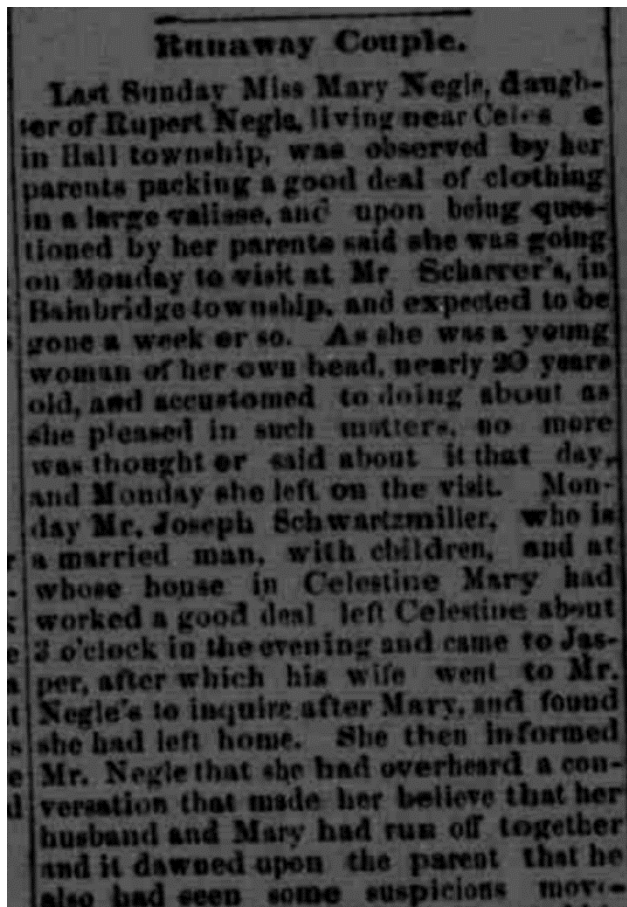 Runaway Couple.
Last Sunday Miss Mary Negle, daugh-
ter of Rupert Negle, living near
in Hall township, was observed by her
parents packing a good deal of clothing
in a large valisse, and upon being ques-
tioned by her parents said she was going
on Monday to visit at Mr. Scharrer's, in
Bainbridge township, and expected to be
gone a week or so. As she was a young
woman of her own head, nearly 20 years
old, and accustomed to doing about as
she pleased in such matters, no more
was thought or said about it that day,
and Monday she left on the visit. Mon-
day Mr. Joseph Schwartzmiller, who is
a married man, with children, and at
whose house in Celestine Mary had
worked a good deal left Celestine about
3 o'clock in the evening and came to Jas-
per, after which his wife went to Mr.
Negle's to inquire after Mary, and found
she had left home. She then informed
Mr. Negle that she had overheard a con-
versation that made her believe that her
husband and Mary had run off together
and it dawned upon the parent that he
also had seen some suspicious move-